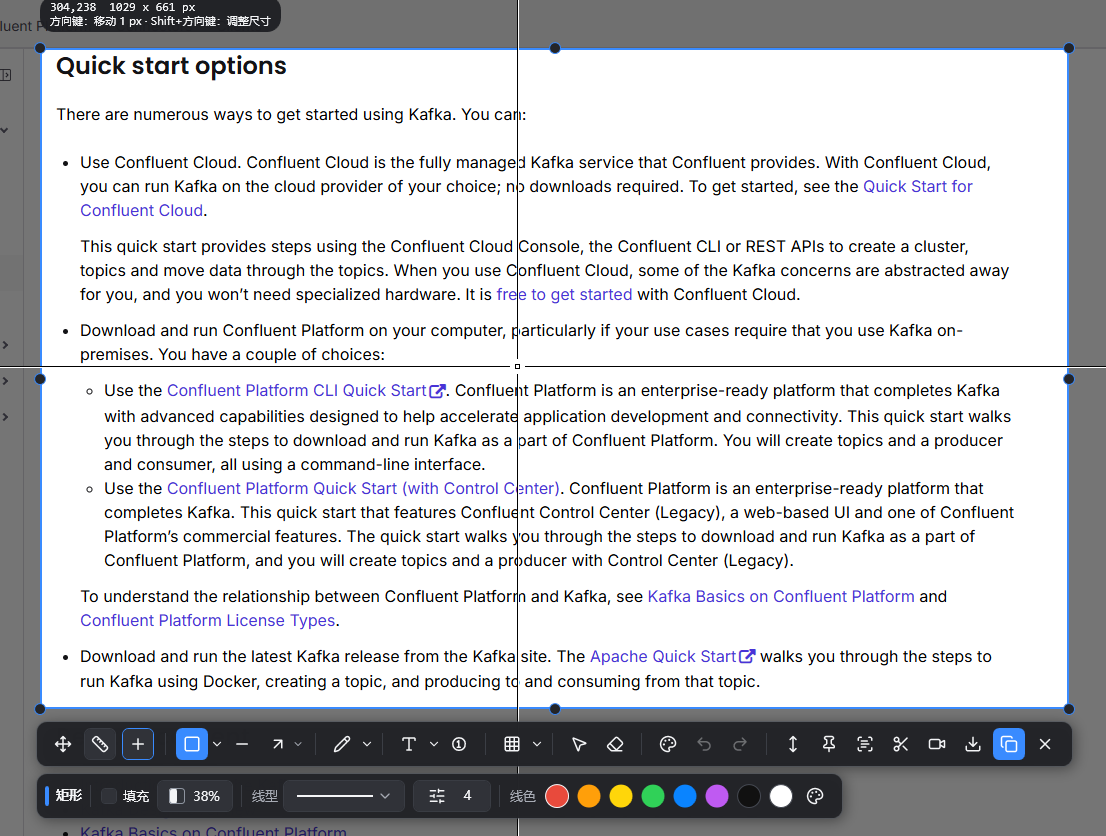 304,238 1029 x 661 px
方向键：移动 1 px · Shift+方向键：调整尺寸
Quick start options
There are numerous ways to get started using Kafka. You can:
• Use Confluent Cloud. Confluent Cloud is the fully managed Kafka service that Confluent provides. With Confluent Cloud,
you can run Kafka on the cloud provider of your choice; no downloads required. To get started, see the Quick Start for
Confluent Cloud.
This quick start provides steps using the Confluent Cloud Console, the Confluent CLI or REST APIs to create a cluster,
topics and move data through the topics. When you use Confluent Cloud, some of the Kafka concerns are abstracted away
for you, and you won’t need specialized hardware. It is free to get started with Confluent Cloud.
• Download and run Confluent Platform on your computer, particularly if your use cases require that you use Kafka on-
premises. You have a couple of choices:
◦ Use the Confluent Platform CLI Quick Start. Confluent Platform is an enterprise-ready platform that completes Kafka
with advanced capabilities designed to help accelerate application development and connectivity. This quick start walks
you through the steps to download and run Kafka as a part of Confluent Platform. You will create topics and a producer
and consumer, all using a command-line interface.
◦ Use the Confluent Platform Quick Start (with Control Center). Confluent Platform is an enterprise-ready platform that
completes Kafka. This quick start that features Confluent Control Center (Legacy), a web-based UI and one of Confluent
Platform’s commercial features. The quick start walks you through the steps to download and run Kafka as a part of
Confluent Platform, and you will create topics and a producer with Control Center (Legacy).
To understand the relationship between Confluent Platform and Kafka, see Kafka Basics on Confluent Platform and
Confluent Platform License Types.
• Download and run the latest Kafka release from the Kafka site. The Apache Quick Start walks you through the steps to
run Kafka using Docker, creating a topic, and producing to and consuming from that topic.
矩形 填充 38% 线型 4 线色
• Kafka Basics on Confluent Platform